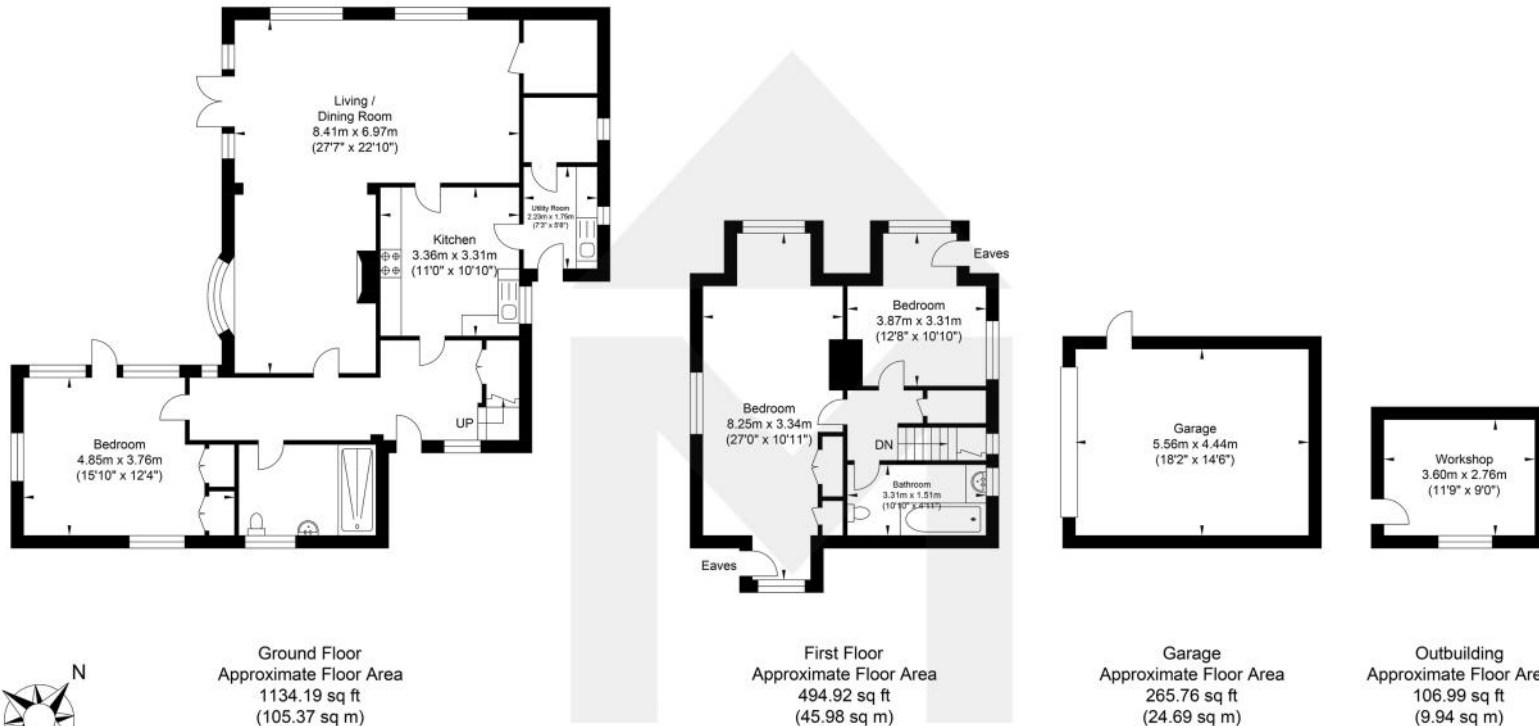 Living /
Dining Room
8.41m x 6.97m
(27'7" x 22'10")
Utility Room
2.23m x 1.75m
(7'3" x 5'8")
Kitchen
3.36m x 3.31m
(11'0" x 10'10")
UP
Bedroom
4.85m x 3.76m
(15'10" x 12'4")
Eaves
Bedroom
3.87m x 3.31m
(12'8" x 10'10")
Bedroom
8.25m x 3.34m
(27'0" x 10'11")
DN
Bathroom
3.31m x 1.51m
(10'10" x 4'11")
Eaves
Garage
5.56m x 4.44m
(18'2" x 14'6")
Workshop
3.60m x 2.76m
(11'9" x 9'0")
N
Ground Floor
Approximate Floor Area
1134.19 sq ft
(105.37 sq m)
First Floor
Approximate Floor Area
494.92 sq ft
(45.98 sq m)
Garage
Approximate Floor Area
265.76 sq ft
(24.69 sq m)
Outbuilding
Approximate Floor Are
106.99 sq ft
(9.94 sq m)